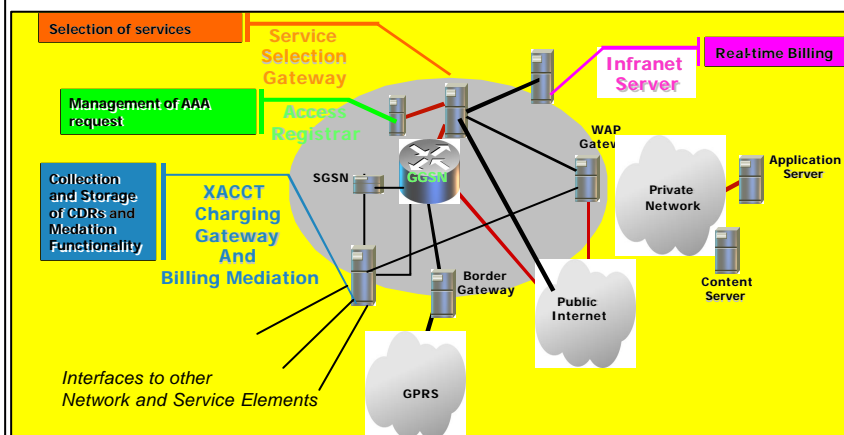 Selection of services
Service
Selection
Gateway
Infranet
Server
Real-time Billing
Management of AAA
request
Access
Registrar
WAP
Gatew
Application
Server
Collection
and Storage
of CDRs and
Medation
Functionality
XACCT
Charging
Gateway
And
Billing Mediation
SGSN
GGSN
Private
Network
Border
Gateway
Public
Internet
Content
Server
GPRS
Interfaces to other
Network and Service Elements